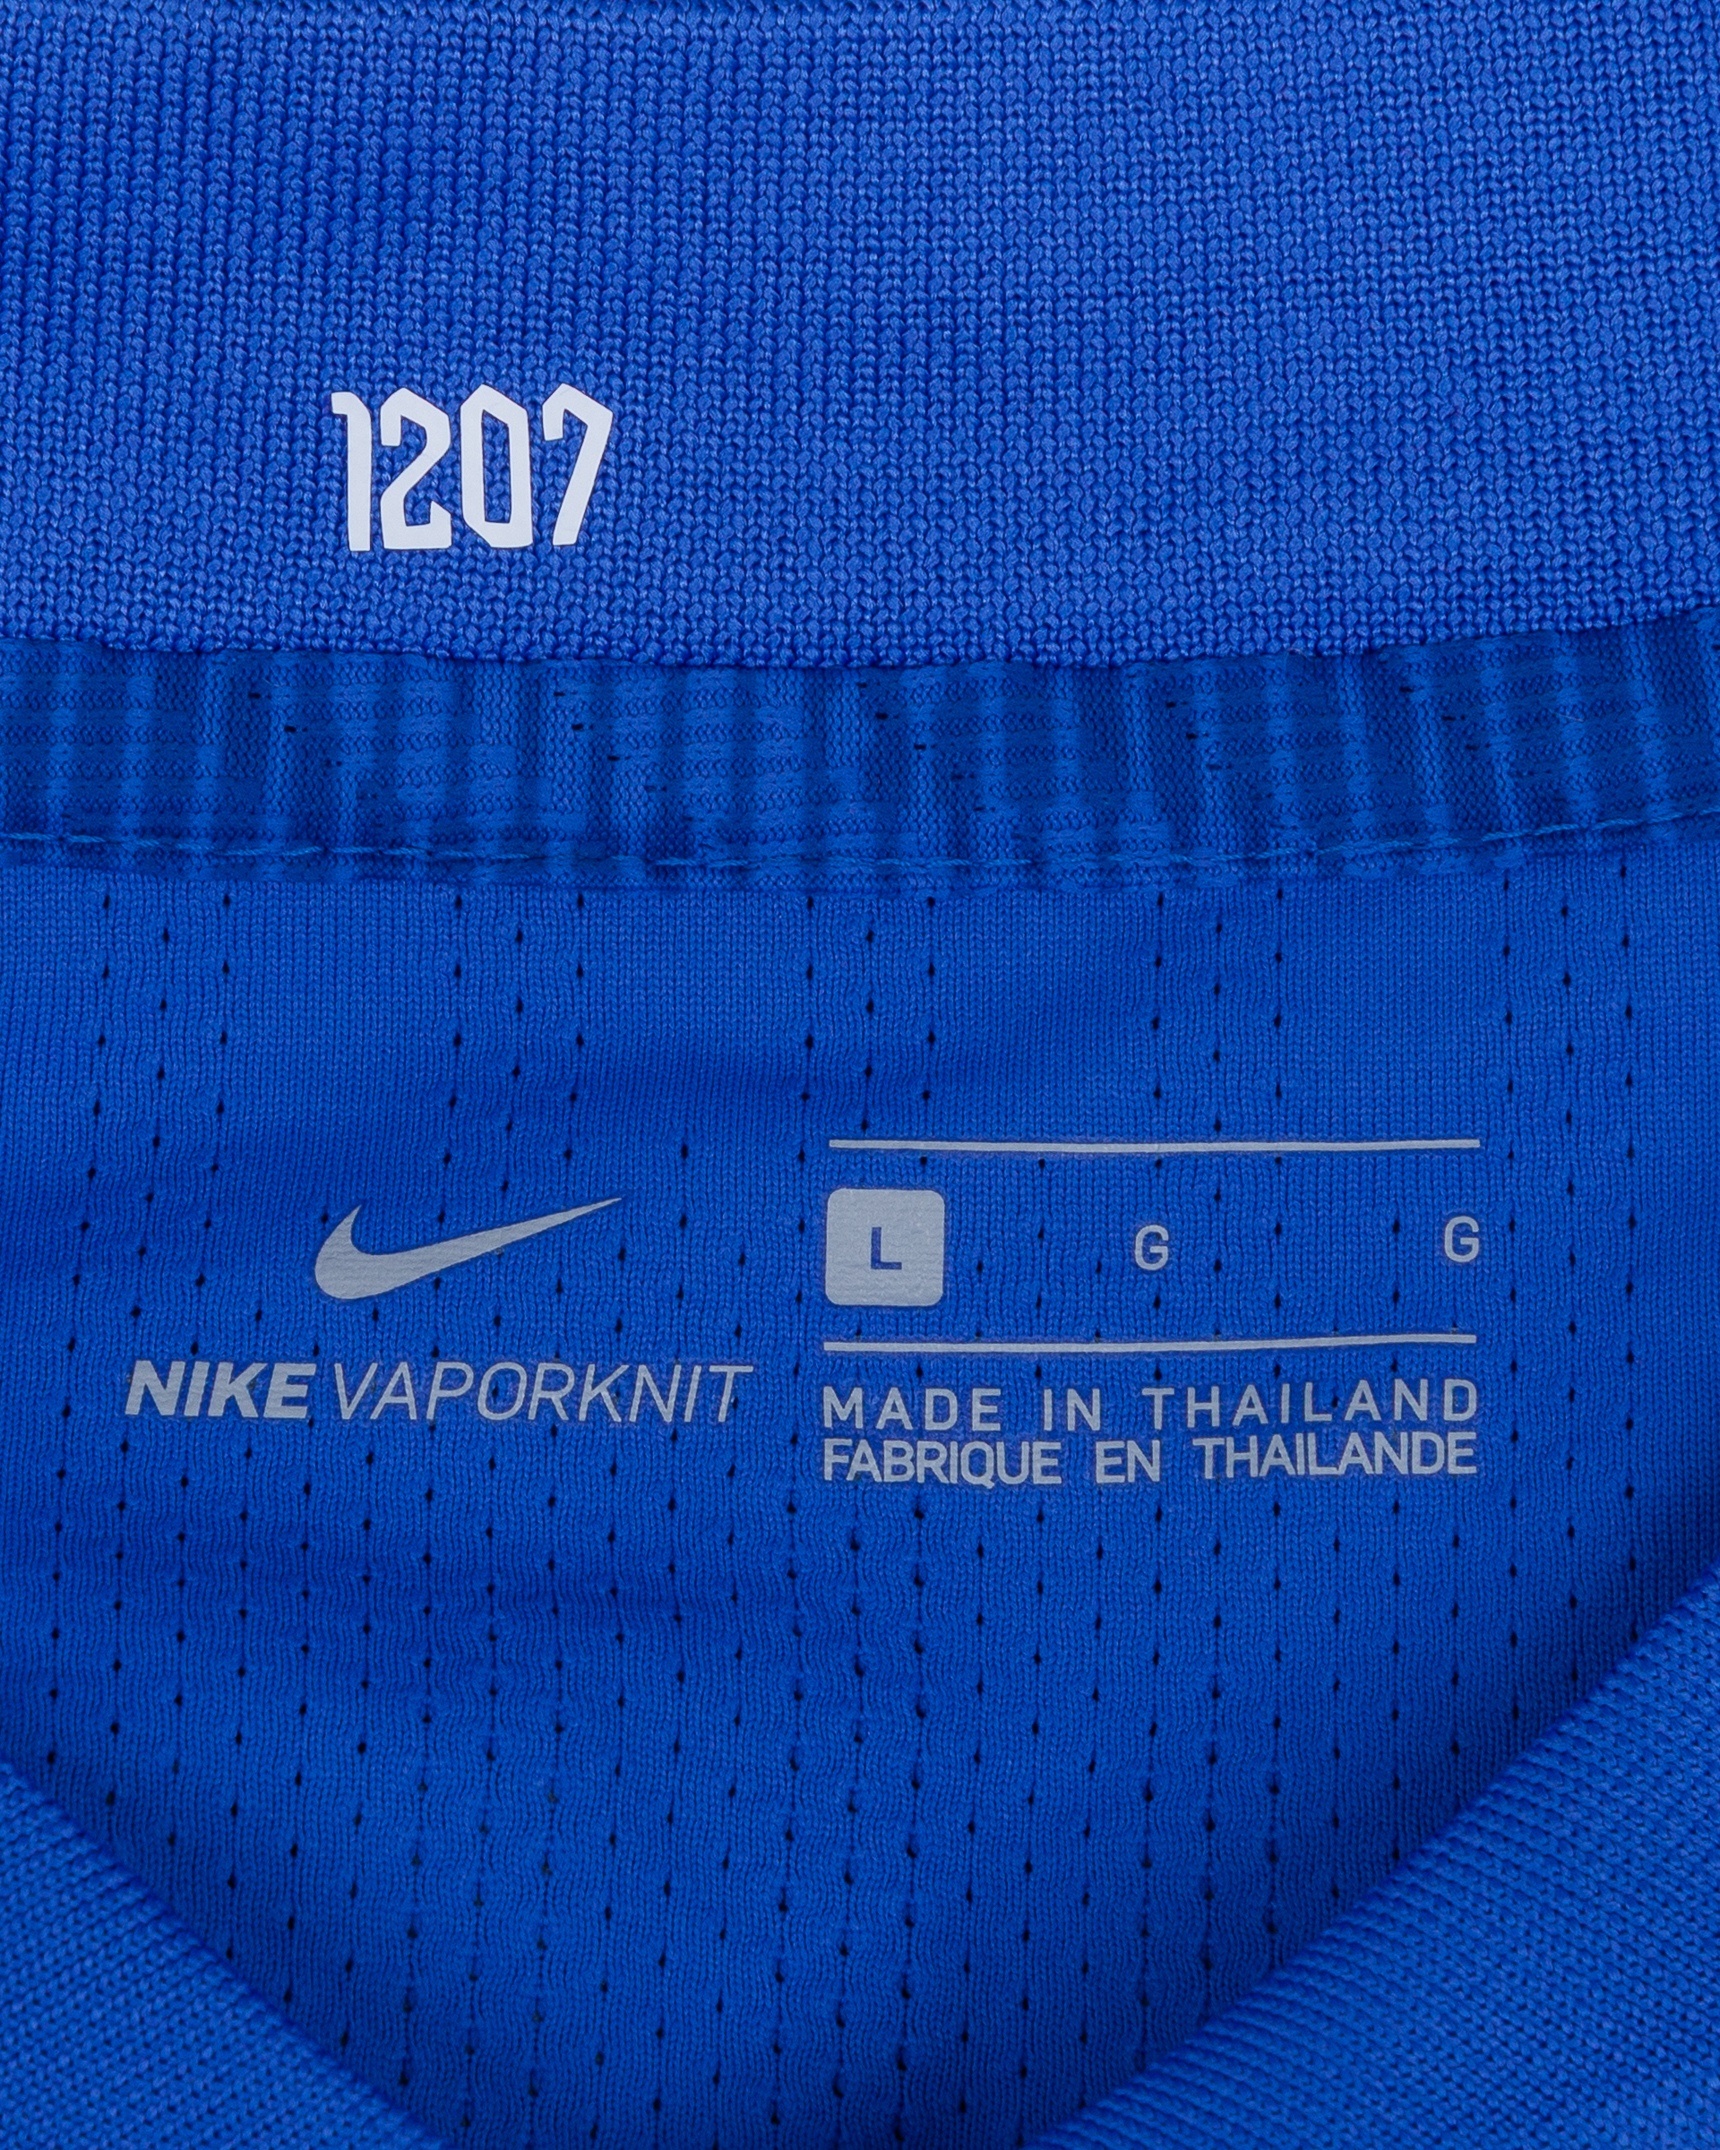 1207
L G G
NIKE VAPORKNIT
MADE IN THAILAND
FABRIQUE EN THAILANDE